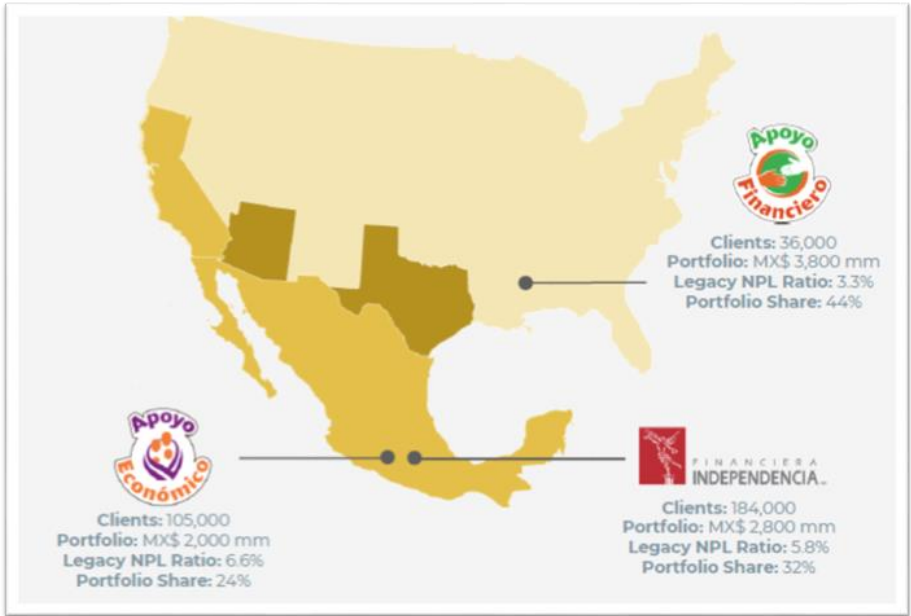 Apoyo
Financiero
Clients: 36,000
Portfolio: MX$ 3,800 mm
Legacy NPL Ratio: 3.3%
Portfolio Share: 44%
Apoyo
Económico
Clients: 105,000
Portfolio: MX$ 2,000 mm
Legacy NPL Ratio: 6.6%
Portfolio Share: 24%
FINANCIERA
INDEPENDENCIA
Clients: 184,000
Portfolio: MX$ 2,800 mm
Legacy NPL Ratio: 5.8%
Portfolio Share: 32%